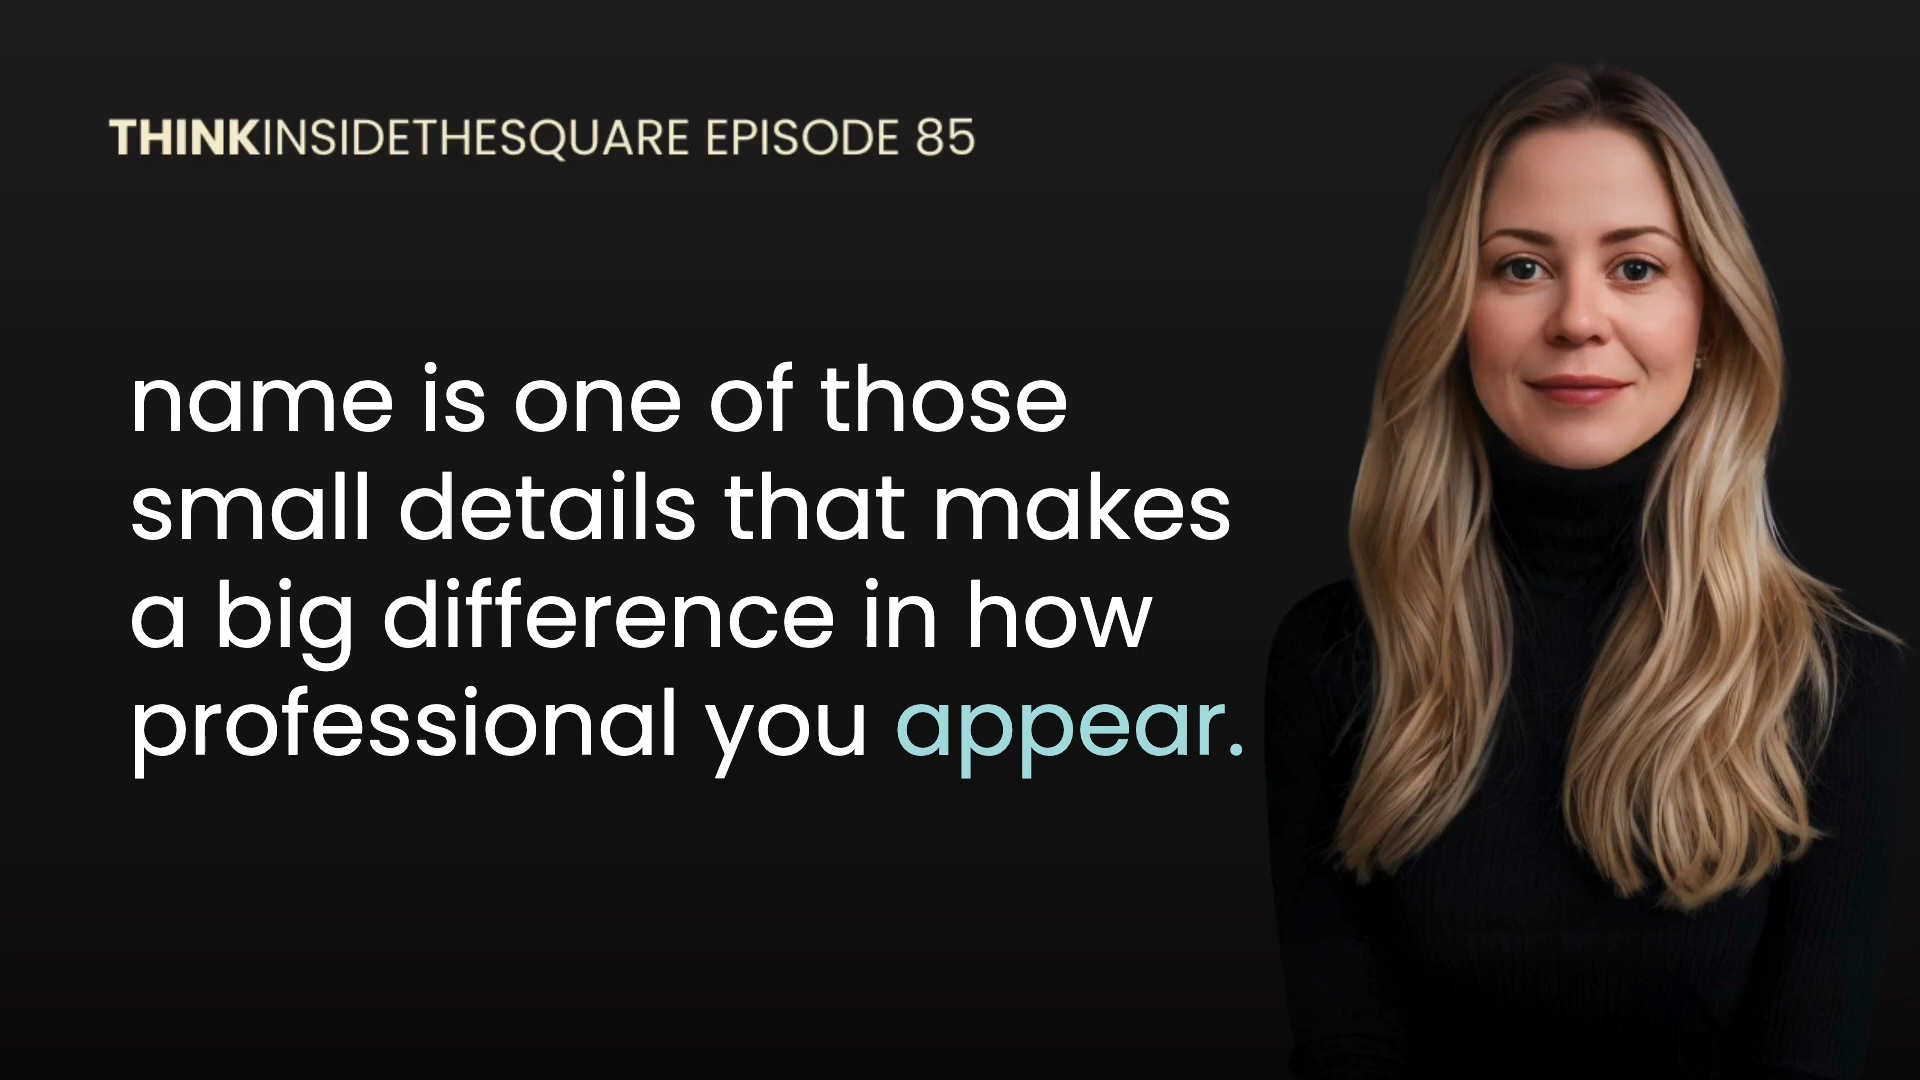 THINKINSIDETHESQUARE EPISODE 85
name is one of those
small details that makes
a big difference in how
professional you appear.